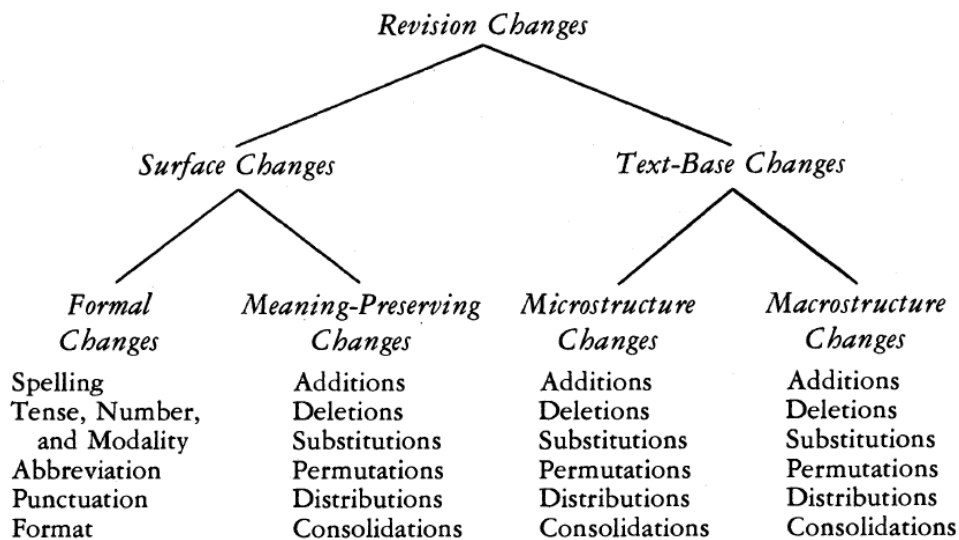 Revision Changes
Surface Changes
Text-Base Changes
Formal
Changes
Meaning-Preserving
Changes
Microstructure
Changes
Macrostructure
Changes
Spelling
Tense, Number,
and Modality
Abbreviation
Punctuation
Format
Additions
Deletions
Substitutions
Permutations
Distributions
Consolidations
Additions
Deletions
Substitutions
Permutations
Distributions
Consolidations
Additions
Deletions
Substitutions
Permutations
Distributions
Consolidations